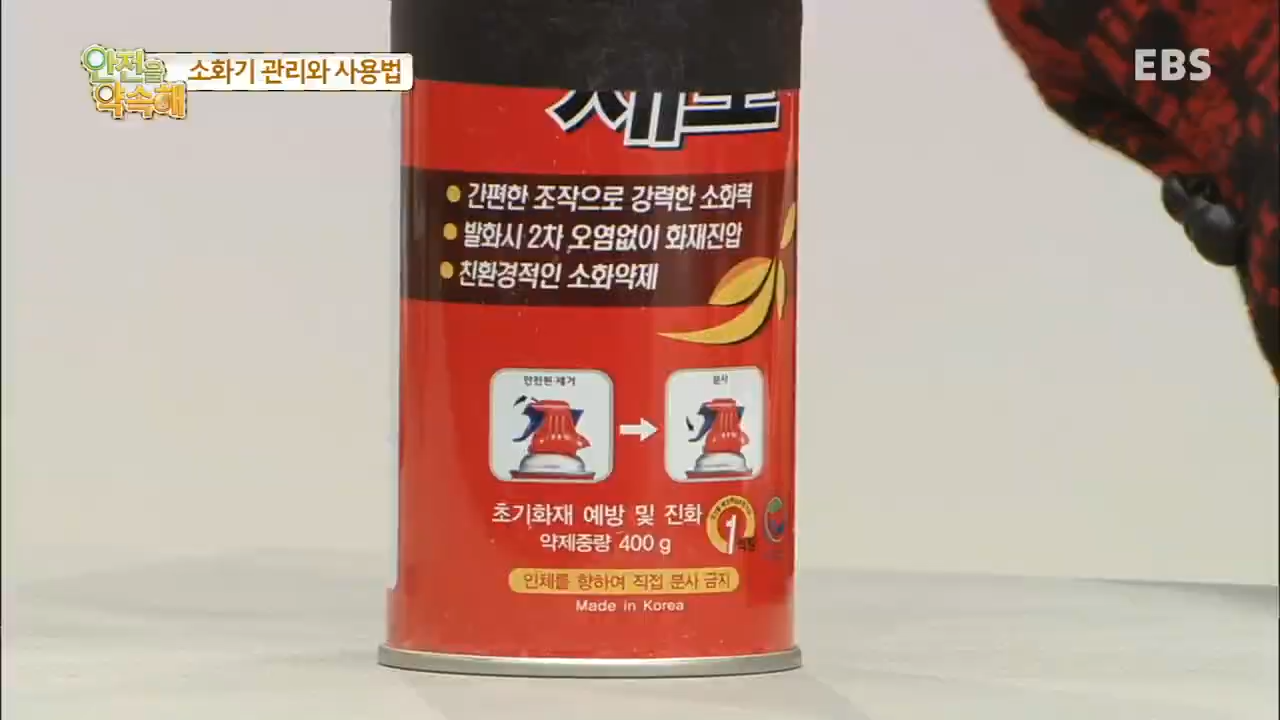 안전을
약속해
소화기 관리와 사용법
EBS
제로
• 간편한 조작으로 강력한 소화력
• 발화시 2차 오염없이 화재진압
• 친환경적인 소화약제
안전핀 제거
분사
초기화재 예방 및 진화
약제중량 400 g
1
인체를 향하여 직접 분사 금지
Made in Korea